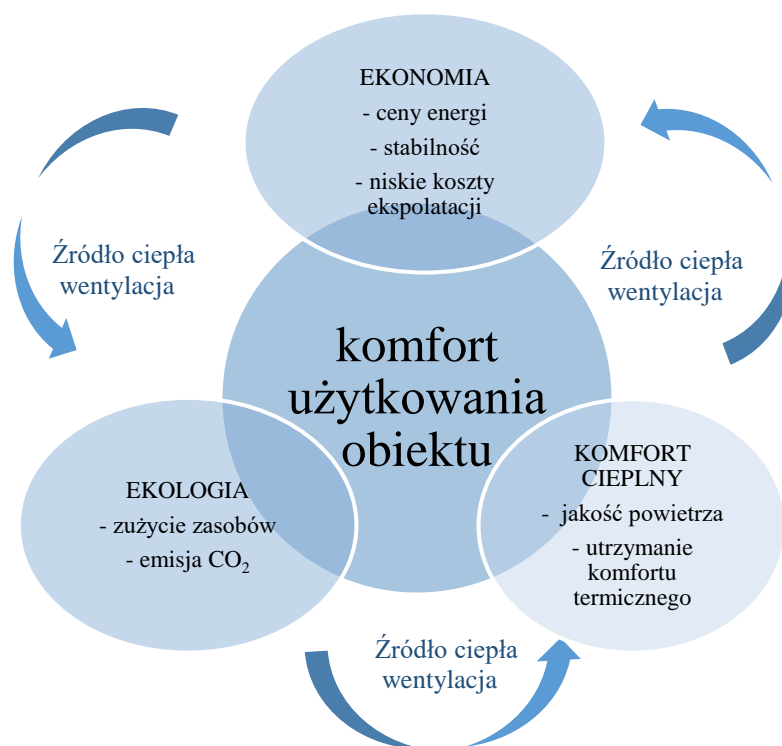 EKONOMIA
- ceny energi
- stabilność
- niskie koszty
ekspolatacji
Źródło ciepła
wentylacja
Źródło ciepła
wentylacja
komfort
użytkowania
obiektu
EKOLOGIA
- zużycie zasobów
- emisja CO₂
KOMFORT
CIEPLNY
- jakość powietrza
- utrzymanie
komfortu
termicznego
Źródło ciepła
wentylacja